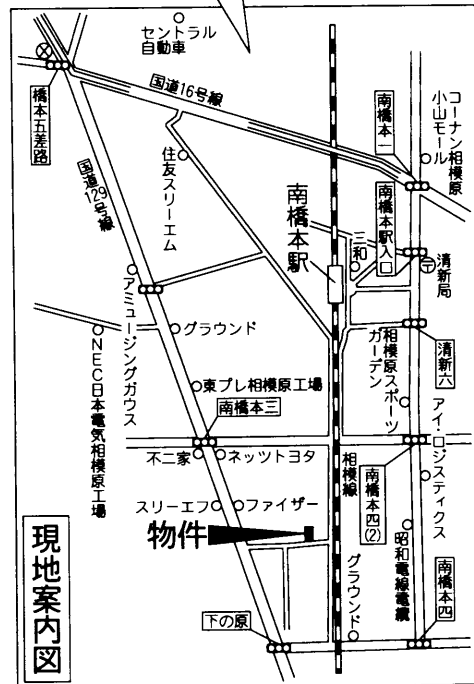 セントラル
自動車
国道16号線
橋本五差路
国道129号線
住友スリーエム
南橋本一
コーナン相模原
小山モール
南橋本駅
三和
南橋本駅入口
清新局
アミュージングガウス
グラウンド
相模原スポーツ
ガーデン
清新六
NEC日本電気相模原工場
東プレ相模原工場
南橋本三
不二家
ネッツトヨタ
相模線
南橋本四(2)
アイ・ロジスティクス
スリーエフ
ファイザー
物件
昭和電線電纜
グラウンド
南橋本四
下の原
現地案内図